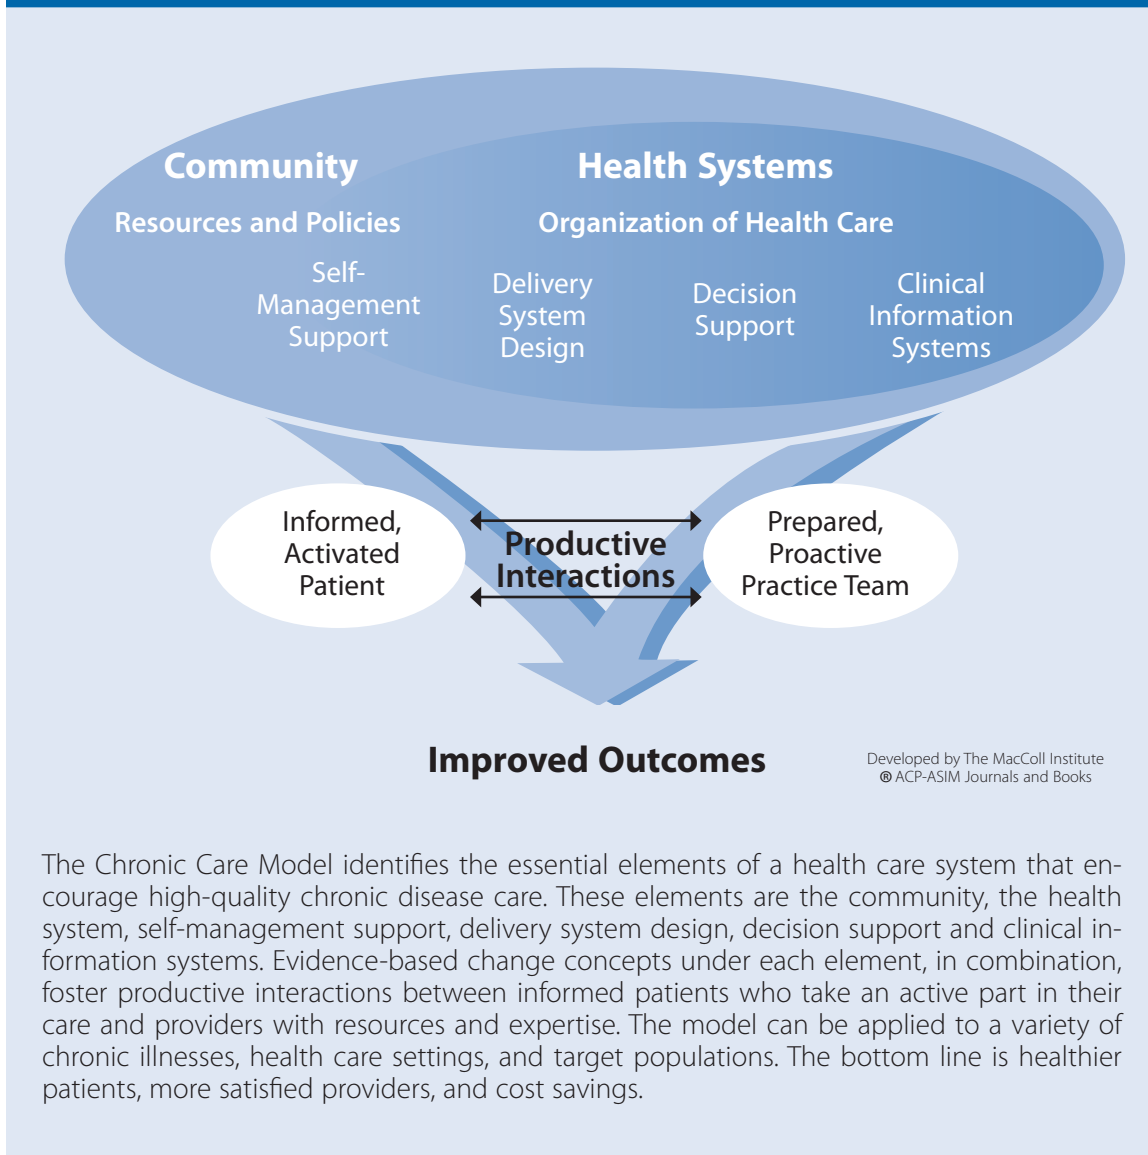 Community
Health Systems
Resources and Policies
Organization of Health Care
Self-
Management
Support
Delivery
System
Design
Decision
Support
Clinical
Information
Systems
Informed,
Activated
Patient
Productive
Interactions
Prepared,
Proactive
Practice Team
Improved Outcomes
Developed by The MacColl Institute
® ACP-ASIM Journals and Books
The Chronic Care Model identifies the essential elements of a health care system that en-
courage high-quality chronic disease care. These elements are the community, the health
system, self-management support, delivery system design, decision support and clinical in-
formation systems. Evidence-based change concepts under each element, in combination,
foster productive interactions between informed patients who take an active part in their
care and providers with resources and expertise. The model can be applied to a variety of
chronic illnesses, health care settings, and target populations. The bottom line is healthier
patients, more satisfied providers, and cost savings.